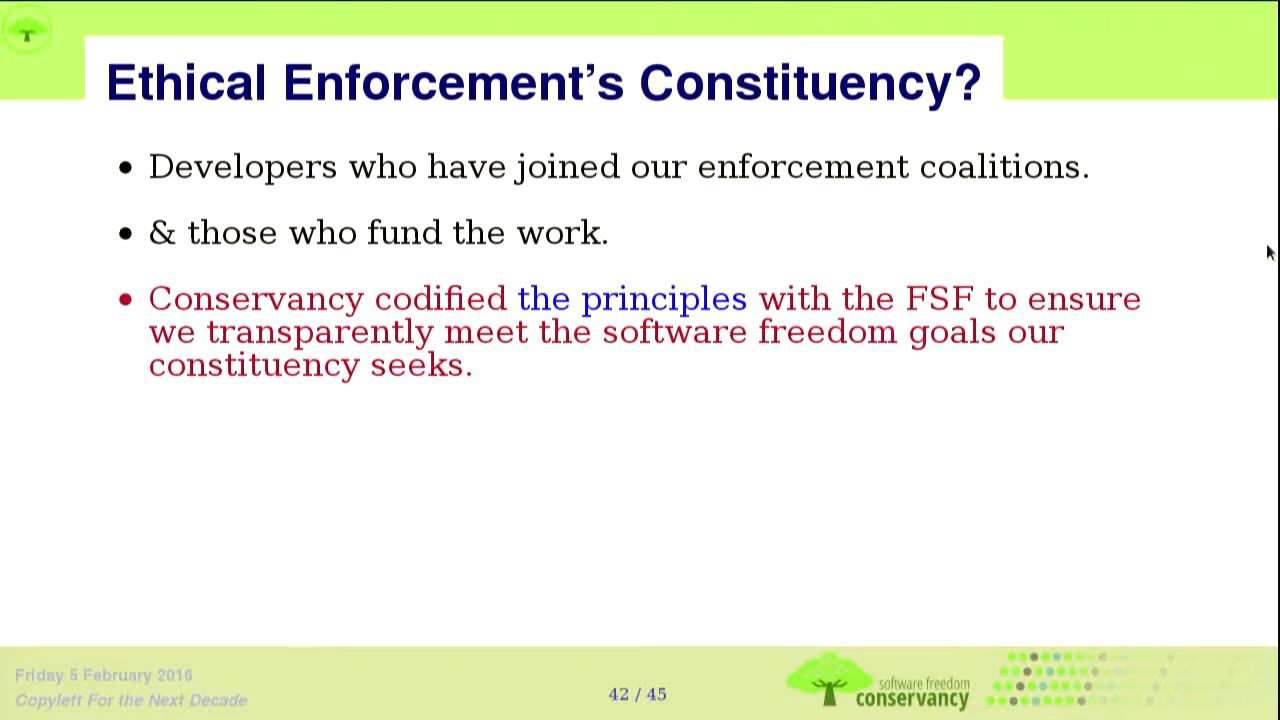 Ethical Enforcement’s Constituency?
• Developers who have joined our enforcement coalitions.
• & those who fund the work.
• Conservancy codified the principles with the FSF to ensure
we transparently meet the software freedom goals our
constituency seeks.
Friday 5 February 2016
Copyleft For the Next Decade
42 / 45
software freedom
conservancy